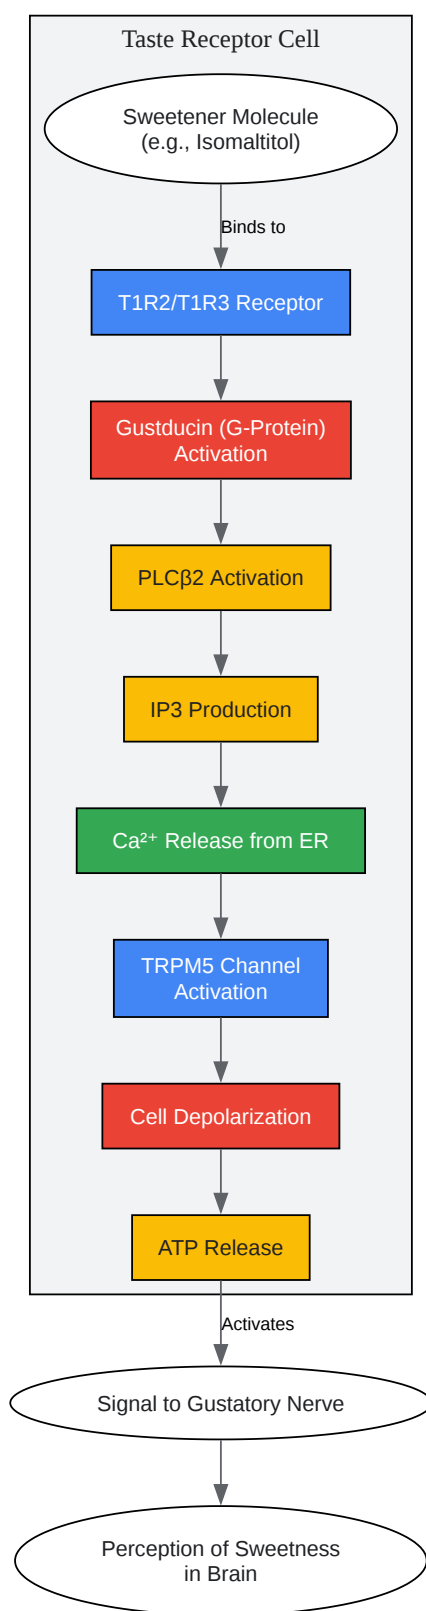 Taste Receptor Cell
Sweetener Molecule
(e.g., Isomaltitol)
Binds to
T1R2/T1R3 Receptor
Gustducin (G-Protein)
Activation
PLCβ2 Activation
IP3 Production
Ca²⁺ Release from ER
TRPM5 Channel
Activation
Cell Depolarization
ATP Release
Activates
Signal to Gustatory Nerve
Perception of Sweetness
in Brain